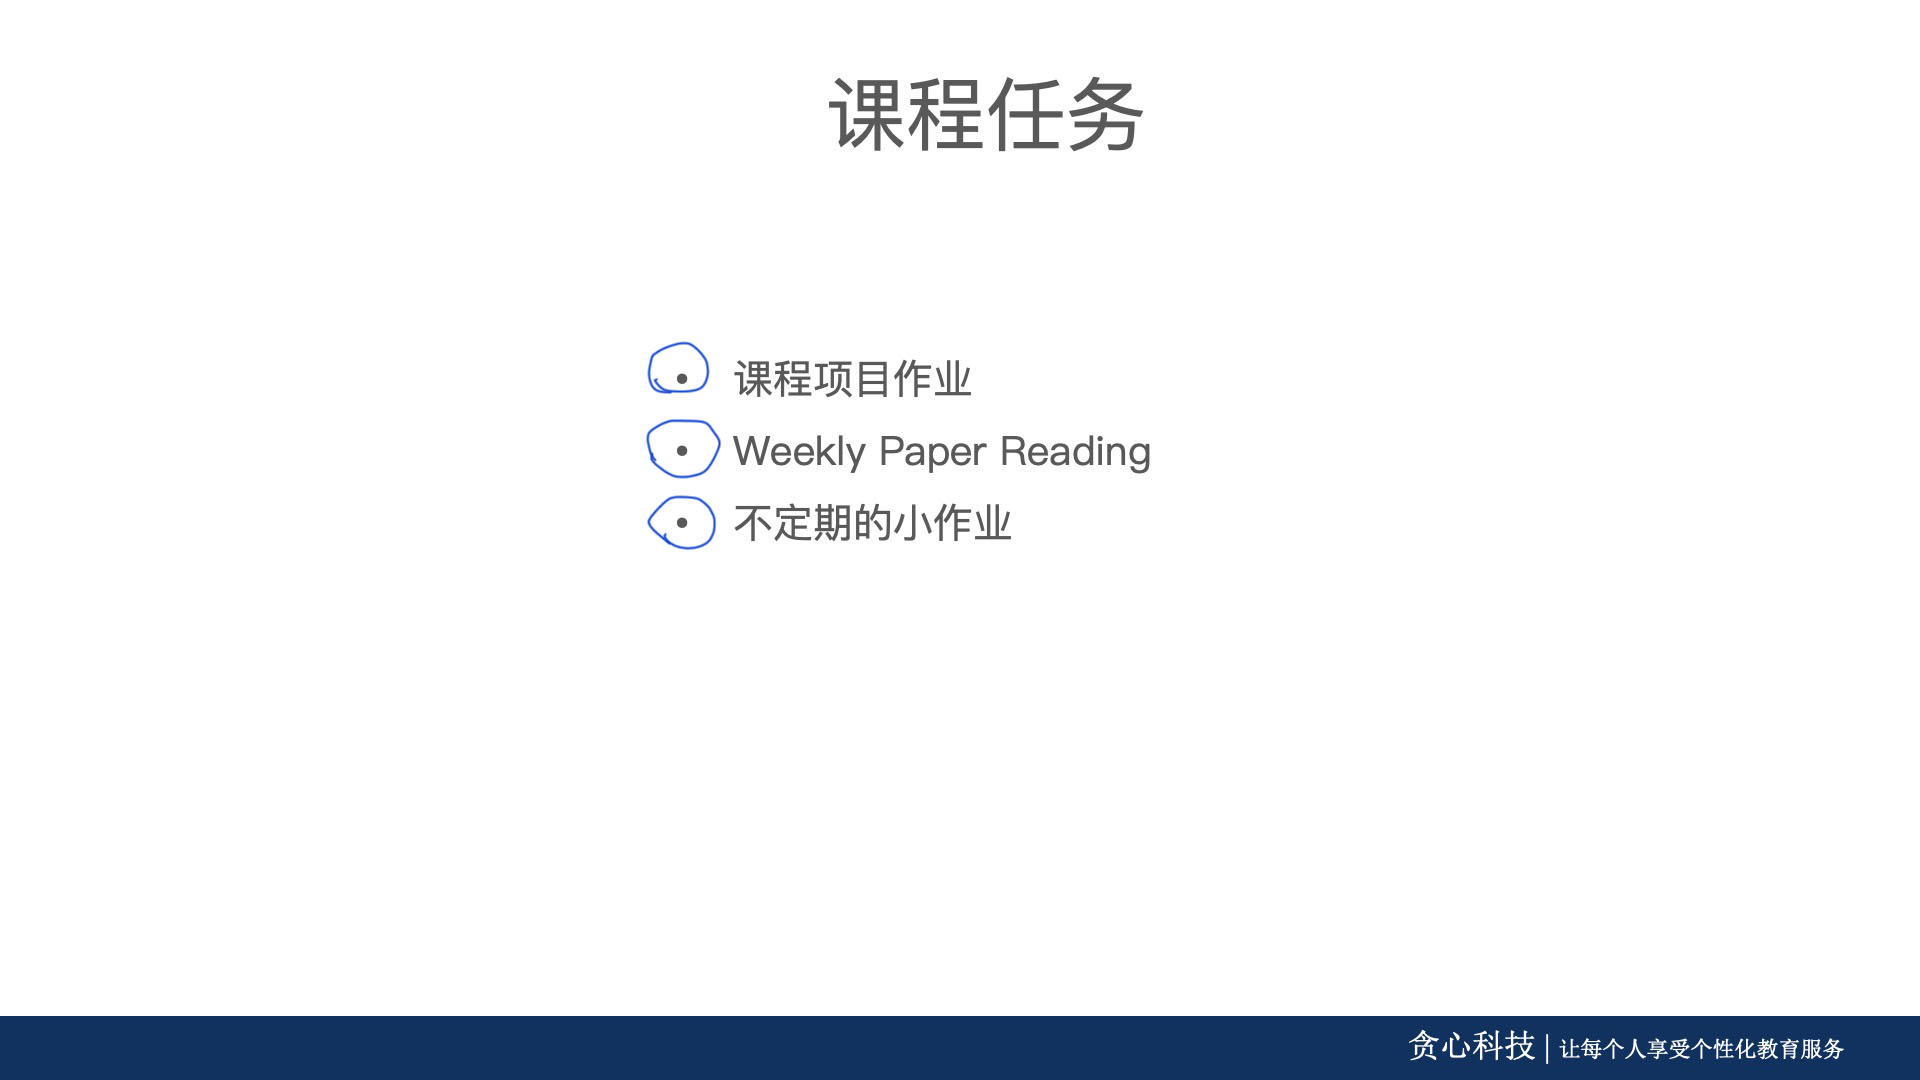 课程任务
• 课程项目作业
• Weekly Paper Reading
• 不定期的小作业
贪心科技 | 让每个人享受个性化教育服务